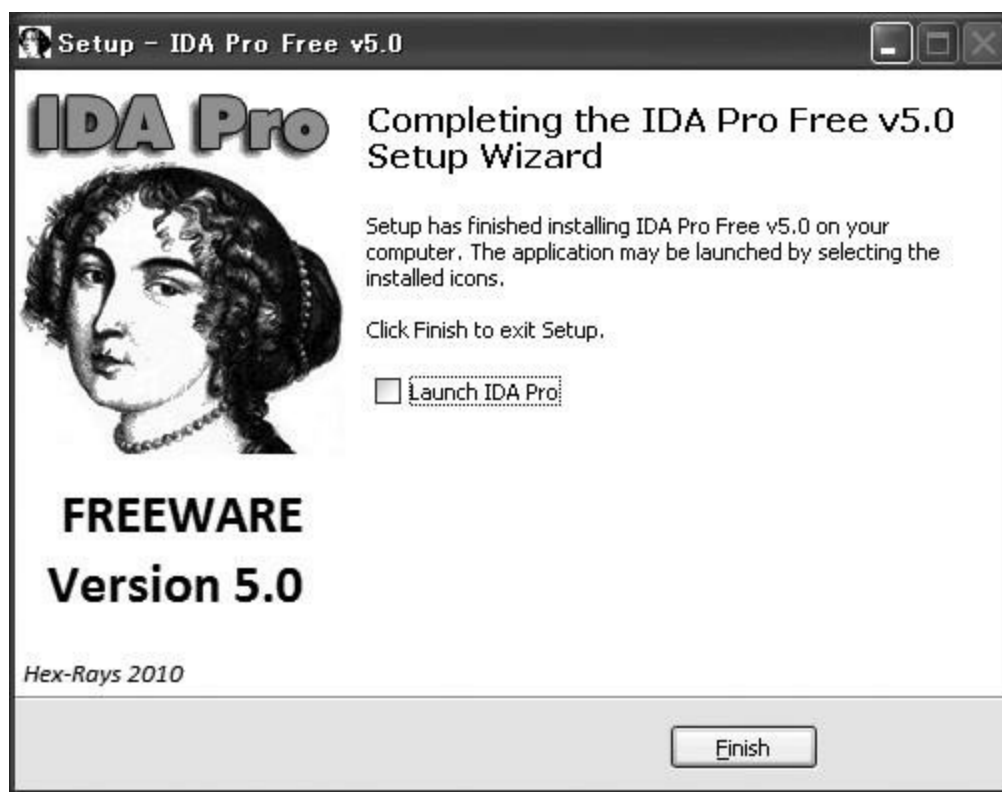 Setup - IDA Pro Free v5.0
IDA Pro
Completing the IDA Pro Free v5.0
Setup Wizard
Setup has finished installing IDA Pro Free v5.0 on your
computer. The application may be launched by selecting the
installed icons.
Click Finish to exit Setup.
Launch IDA Pro
FREEWARE
Version 5.0
Hex-Rays 2010
Finish